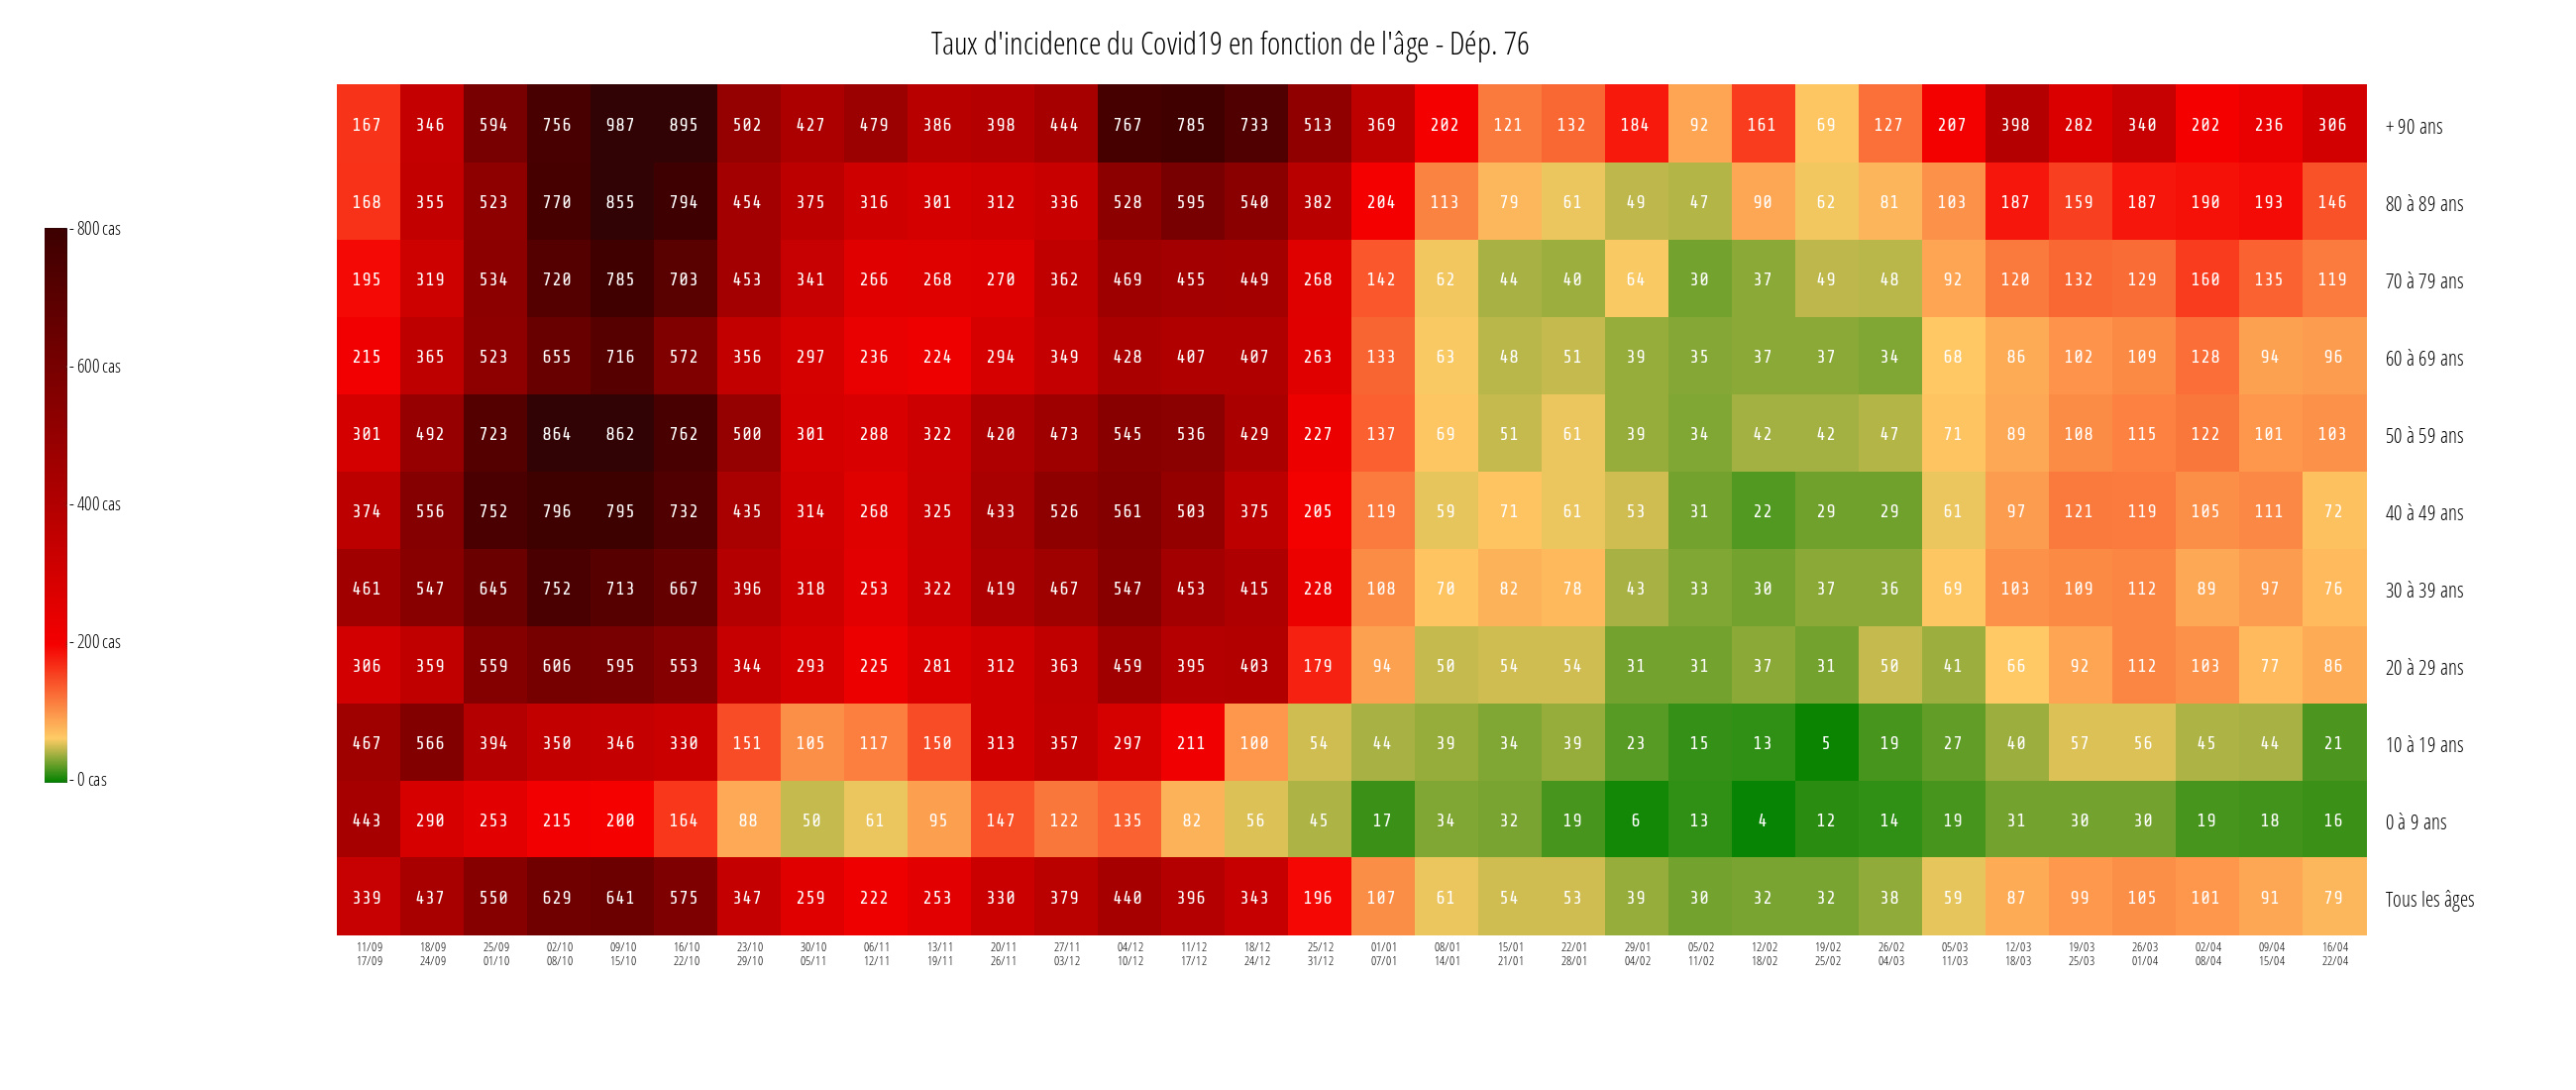 Taux d'incidence du Covid19 en fonction de l'âge - Dép. 76
- 800 cas
- 600 cas
- 400 cas
- 200 cas
- 0 cas
167 346 594 756 987 895 502 427 479 386 398 444 767 785 733 513 369 202 121 132 184 92 161 69 127 207 398 282 340 202 236 306 + 90 ans
168 355 523 770 855 794 454 375 316 301 312 336 528 595 540 382 204 113 79 61 49 47 90 62 81 103 187 159 187 190 193 146 80 à 89 ans
195 319 534 720 785 703 453 341 266 268 270 362 469 455 449 268 142 62 44 40 64 30 37 49 48 92 120 132 129 160 135 119 70 à 79 ans
215 365 523 655 716 572 356 297 236 224 294 349 428 407 407 263 133 63 48 51 39 35 37 37 34 68 86 102 109 128 94 96 60 à 69 ans
301 492 723 864 862 762 500 301 288 322 420 473 545 536 429 227 137 69 51 61 39 34 42 42 47 71 89 108 115 122 101 103 50 à 59 ans
374 556 752 796 795 732 435 314 268 325 433 526 561 503 375 205 119 59 71 61 53 31 22 29 29 61 97 121 119 105 111 72 40 à 49 ans
461 547 645 752 713 667 396 318 253 322 419 467 547 453 415 228 108 70 82 78 43 33 30 37 36 69 103 109 112 89 97 76 30 à 39 ans
306 359 559 606 595 553 344 293 225 281 312 363 459 395 403 179 94 50 54 54 31 31 37 31 50 41 66 92 112 103 77 86 20 à 29 ans
467 566 394 350 346 330 151 105 117 150 313 357 297 211 100 54 44 39 34 39 23 15 13 5 19 27 40 57 56 45 44 21 10 à 19 ans
443 290 253 215 200 164 88 50 61 95 147 122 135 82 56 45 17 34 32 19 6 13 4 12 14 19 31 30 30 19 18 16 0 à 9 ans
339 437 550 629 641 575 347 259 222 253 330 379 440 396 343 196 107 61 54 53 39 30 32 32 38 59 87 99 105 101 91 79 Tous les âges
11/09 18/09 25/09 02/10 09/10 16/10 23/10 30/10 06/11 13/11 20/11 27/11 04/12 11/12 18/12 25/12 01/01 08/01 15/01 22/01 29/01 05/02 12/02 19/02 26/02 05/03 12/03 19/03 26/03 02/04 09/04 16/04
17/09 24/09 01/10 08/10 15/10 22/10 29/10 05/11 12/11 19/11 26/11 03/12 10/12 17/12 24/12 31/12 07/01 14/01 21/01 28/01 04/02 11/02 18/02 25/02 04/03 11/03 18/03 25/03 01/04 08/04 15/04 22/04